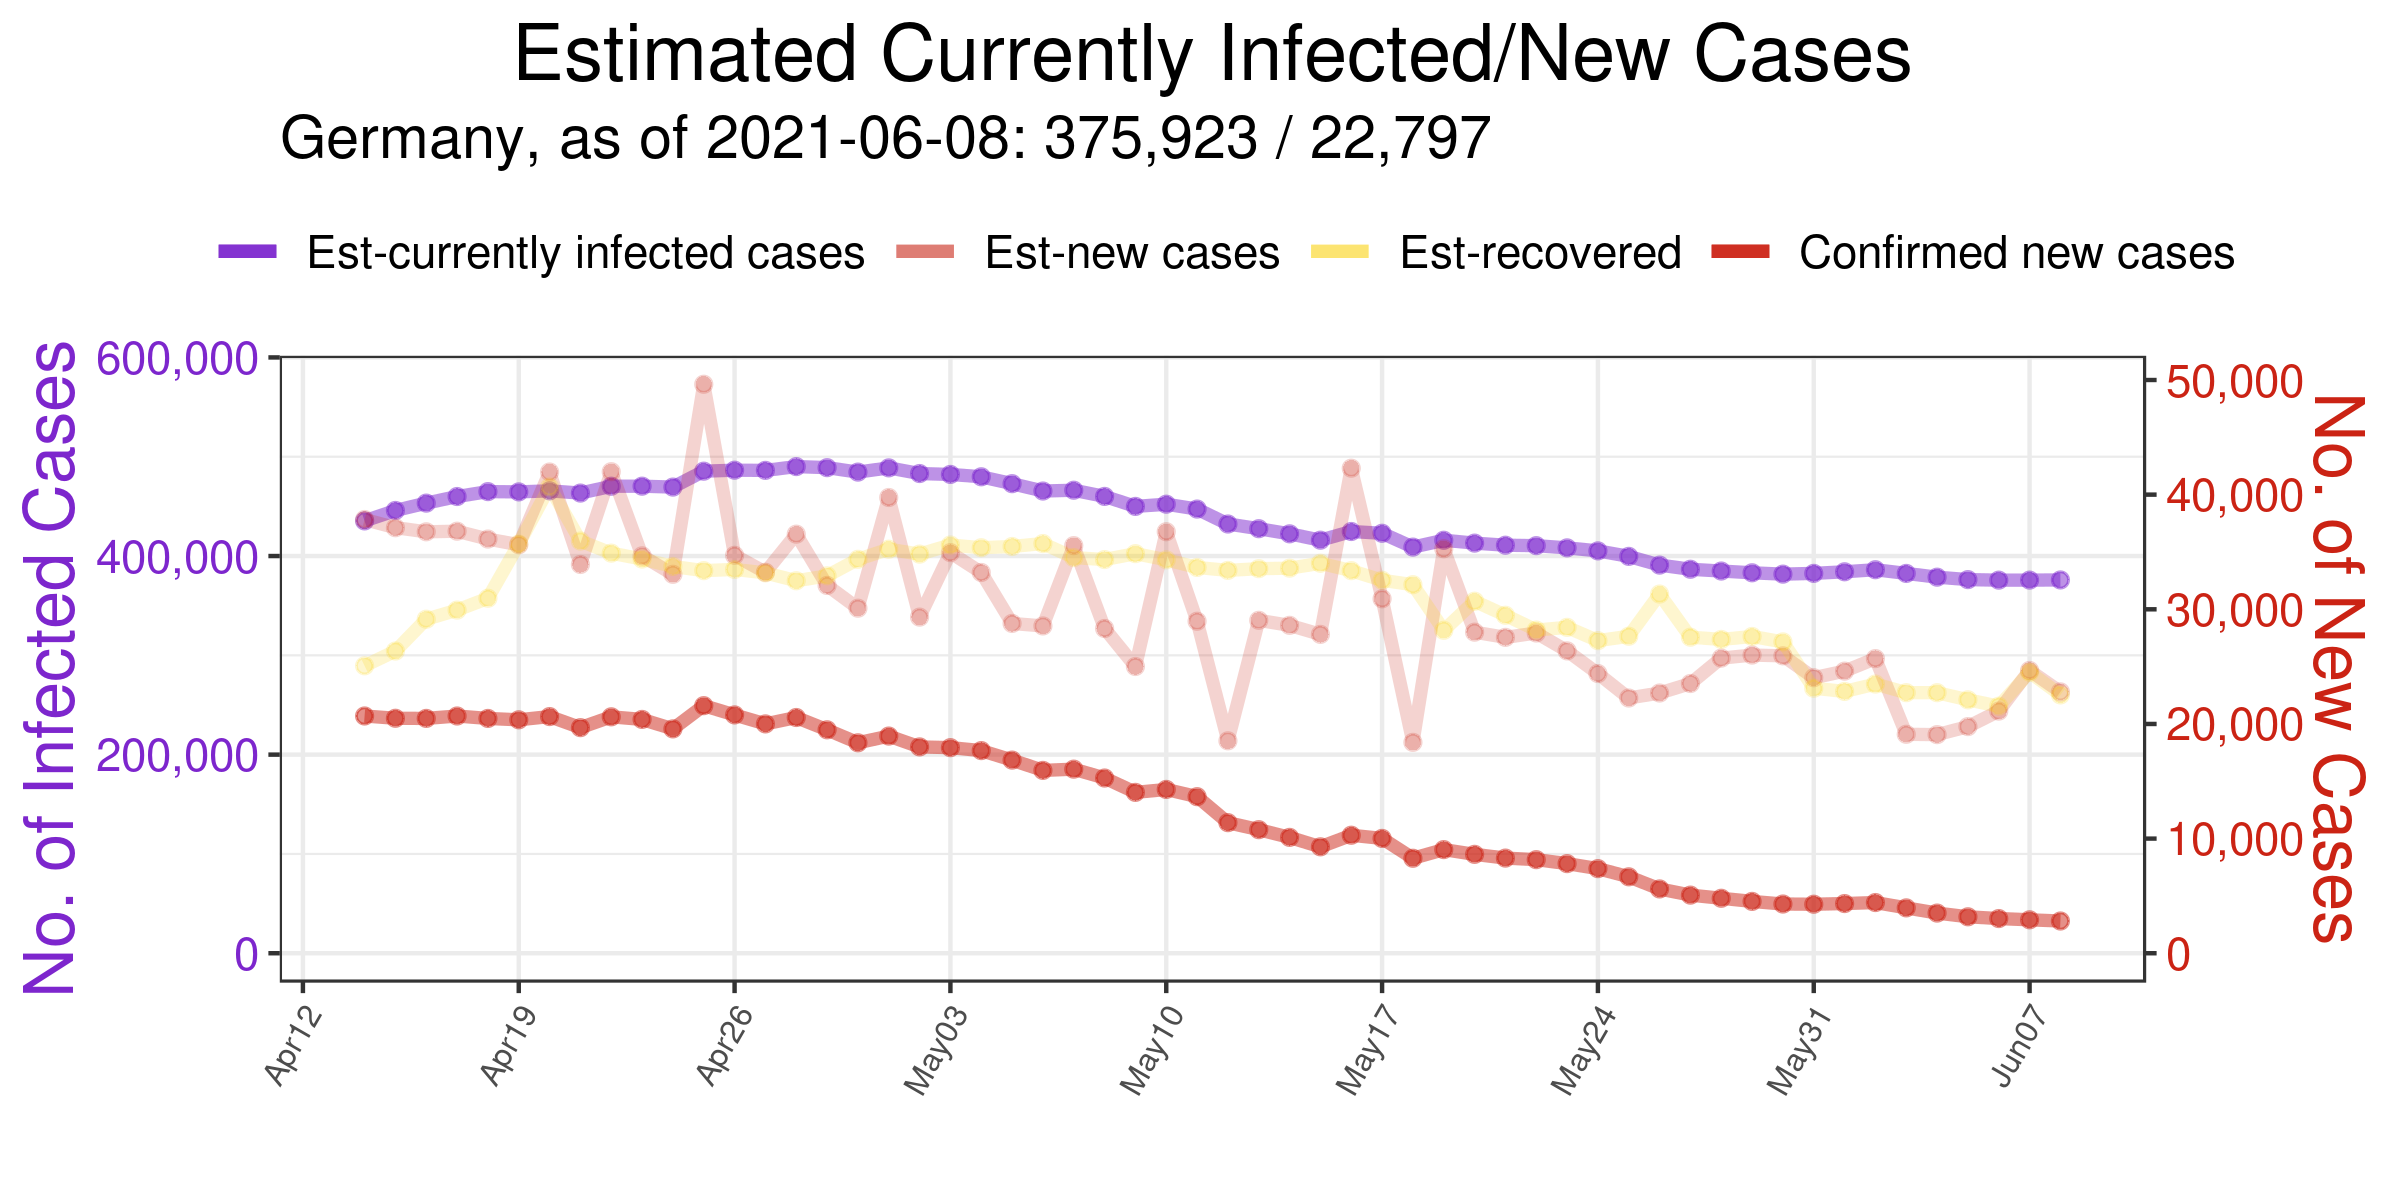 Estimated Currently Infected/New Cases
Germany, as of 2021-06-08: 375,923 / 22,797
Est-currently infected cases
Est-new cases
Est-recovered
Confirmed new cases
No. of Infected Cases
600,000
400,000
200,000
0
50,000
40,000
30,000
20,000
10,000
0
No. of New Cases
Apr12
Apr19
Apr26
May03
May10
May17
May24
May31
Jun07